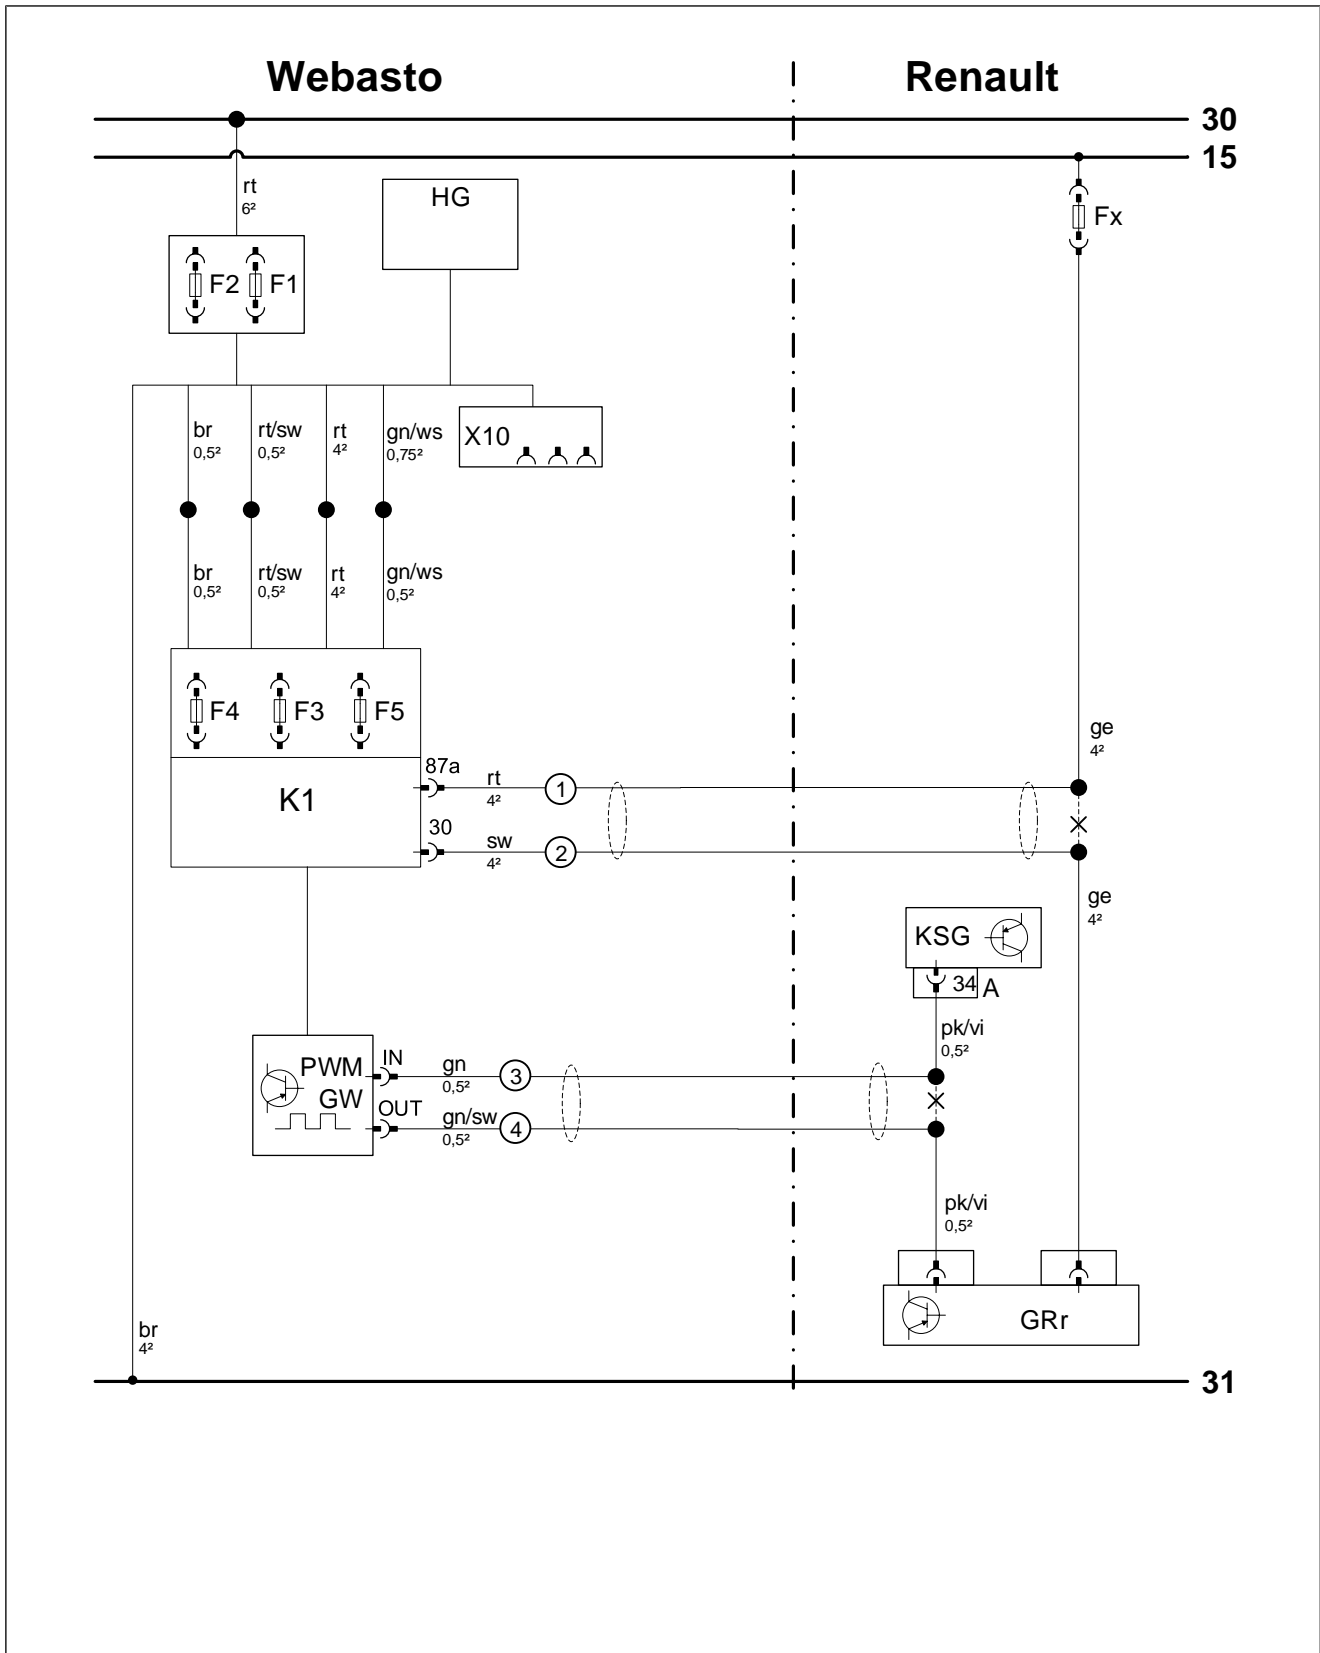 Webasto
Renault
30
15
rt
6²
HG
Fx
F2
F1
br
0,5²
rt/sw
0,5²
rt
4²
gn/ws
0,75²
X10
br
0,5²
rt/sw
0,5²
rt
4²
gn/ws
0,5²
F4
F3
F5
ge
4²
87a
rt
4²
1
K1
30
sw
4²
2
ge
4²
KSG
34
A
pk/vi
0,5²
PWM
GW
IN
gn
0,5²
3
OUT
gn/sw
0,5²
4
pk/vi
0,5²
GRr
br
4²
31